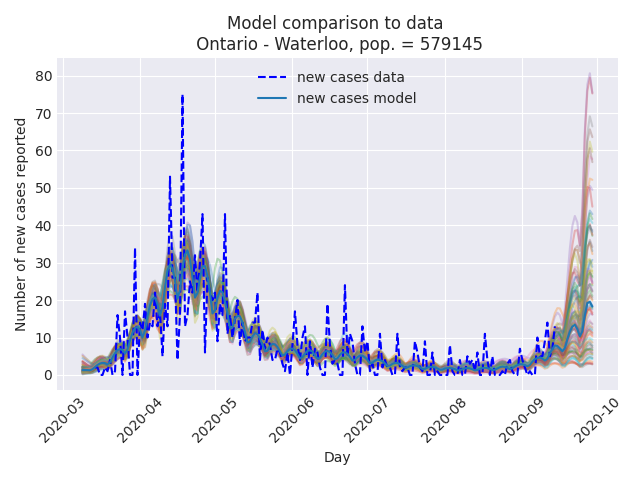 Model comparison to data
Ontario - Waterloo, pop. = 579145
new cases data
new cases model
Number of new cases reported
80
70
60
50
40
30
20
10
0
2020-03
2020-04
2020-05
2020-06
2020-07
2020-08
2020-09
2020-10
Day